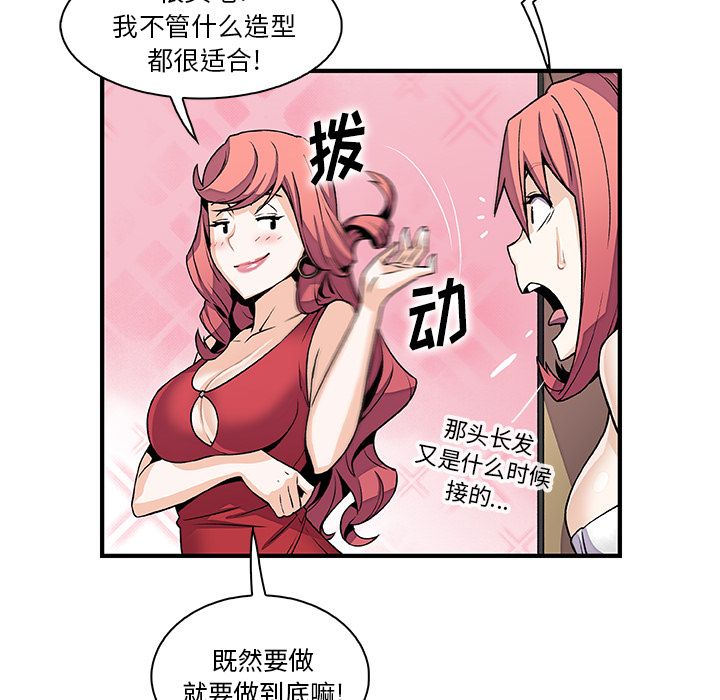 我不管什么造型
都很适合!
拨
动
那头长发
又是什么时候
接的...
既然要做
就要做到底嘛!